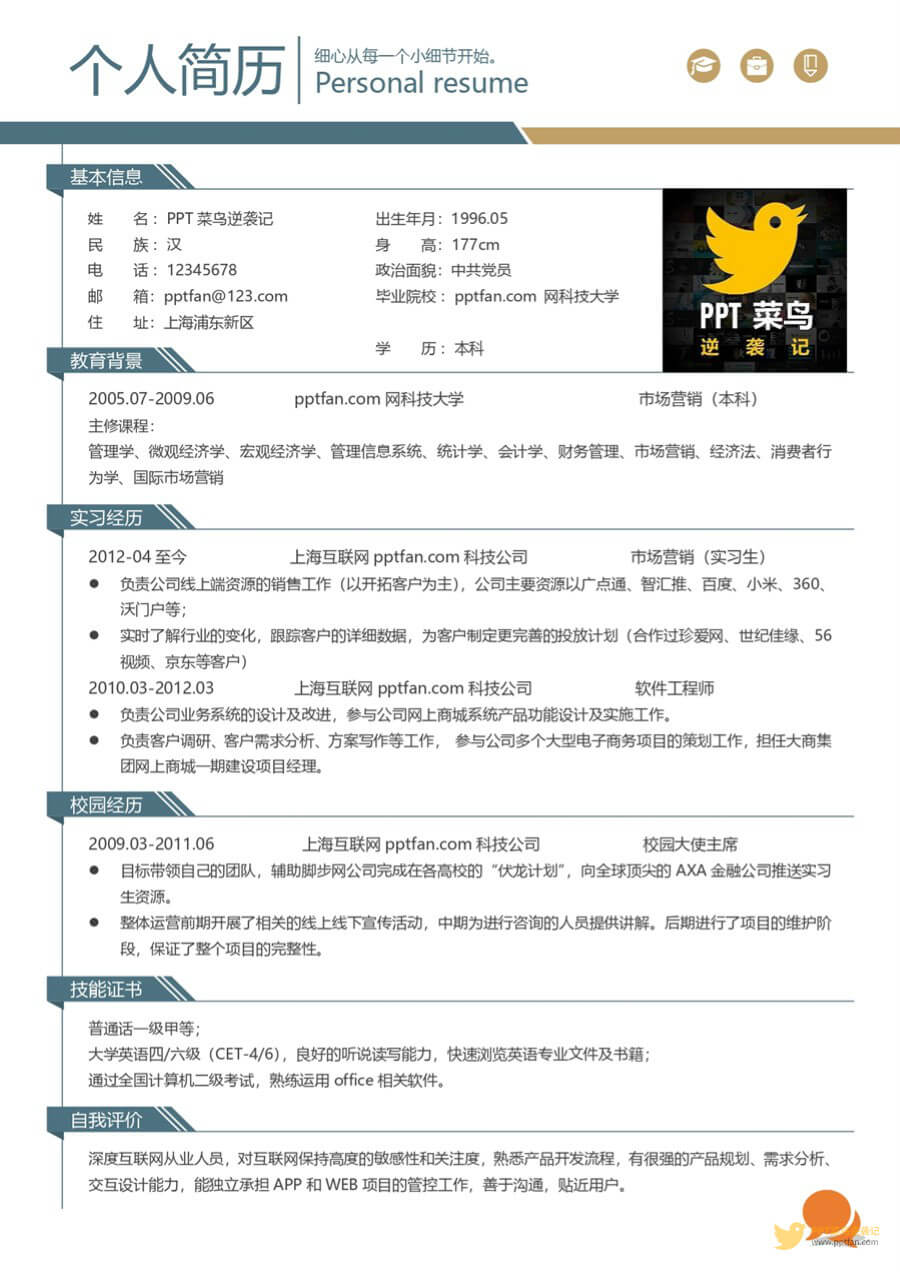 个人简历
细心从每一个小细节开始。
Personal resume
基本信息
姓 名：PPT 菜鸟逆袭记 出生年月：1996.05
民 族：汉 身 高：177cm
电 话：12345678 政治面貌：中共党员
邮 箱：pptfan@123.com 毕业院校：pptfan.com 网科技大学
住 址：上海浦东新区
学 历：本科
PPT 菜鸟
逆 袭 记
教育背景
2005.07-2009.06 pptfan.com 网科技大学 市场营销（本科）
主修课程：
管理学、微观经济学、宏观经济学、管理信息系统、统计学、会计学、财务管理、市场营销、经济法、消费者行
为学、国际市场营销
实习经历
2012-04 至今 上海互联网 pptfan.com 科技公司 市场营销（实习生）
● 负责公司线上端资源的销售工作（以开拓客户为主），公司主要资源以广点通、智汇推、百度、小米、360、
沃门户等；
● 实时了解行业的变化，跟踪客户的详细数据，为客户制定更完善的投放计划（合作过珍爱网、世纪佳缘、56
视频、京东等客户）
2010.03-2012.03 上海互联网 pptfan.com 科技公司 软件工程师
● 负责公司业务系统的设计及改进，参与公司网上商城系统产品功能设计及实施工作。
● 负责客户调研、客户需求分析、方案写作等工作， 参与公司多个大型电子商务项目的策划工作，担任大商集
团网上商城一期建设项目经理。
校园经历
2009.03-2011.06 上海互联网 pptfan.com 科技公司 校园大使主席
● 目标带领自己的团队，辅助脚步网公司完成在各高校的“伏龙计划”，向全球顶尖的 AXA 金融公司推送实习
生资源。
● 整体运营前期开展了相关的线上线下宣传活动，中期为进行咨询的人员提供讲解。后期进行了项目的维护阶
段，保证了整个项目的完整性。
技能证书
普通话一级甲等；
大学英语四/六级（CET-4/6），良好的听说读写能力，快速浏览英语专业文件及书籍；
通过全国计算机二级考试，熟练运用 office 相关软件。
自我评价
深度互联网从业人员，对互联网保持高度的敏感性和关注度，熟悉产品开发流程，有很强的产品规划、需求分析、
交互设计能力，能独立承担 APP 和 WEB 项目的管控工作，善于沟通，贴近用户。
袭记
www.pptfan.com